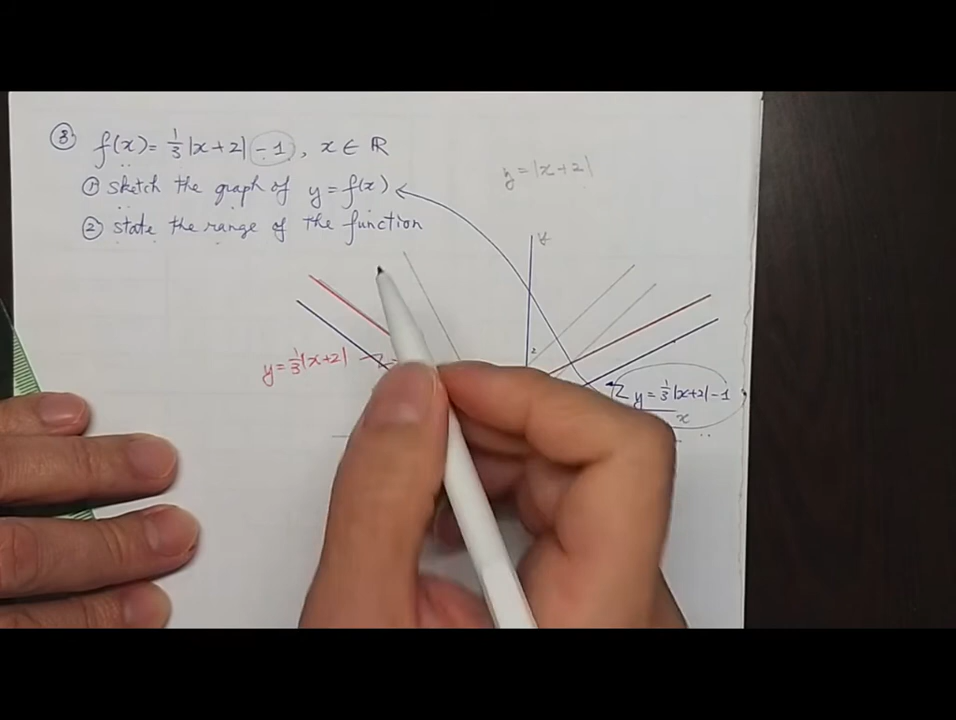 ③ f(x)= 1/3 |x+2| -1 , x ∈ ℝ
① sketch the graph of y = f(x)
② state the range of the function
y = |x+2|
y
2
y = 1/3 |x+2|
y = 1/3 |x+2| -1
x